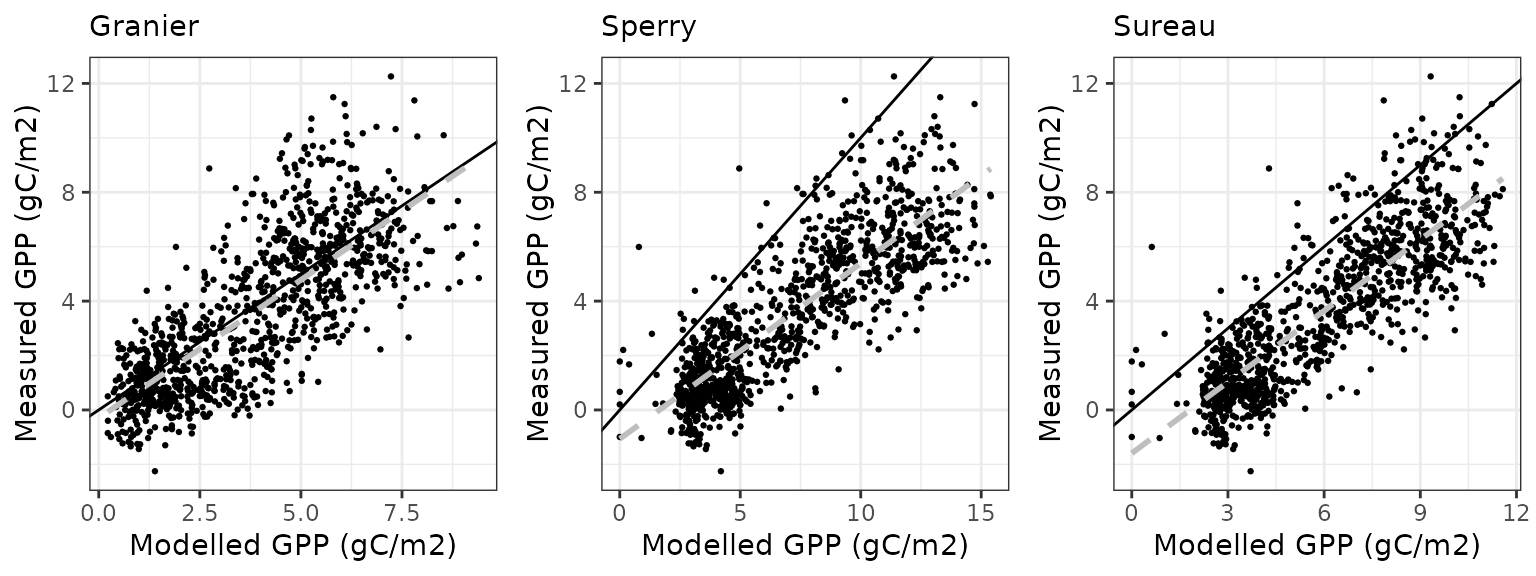 Granier
Measured GPP (gC/m2)
12
8
4
0
0.0 2.5 5.0 7.5
Modelled GPP (gC/m2)
Sperry
Measured GPP (gC/m2)
12
8
4
0
0 5 10 15
Modelled GPP (gC/m2)
Sureau
Measured GPP (gC/m2)
12
8
4
0
0 3 6 9 12
Modelled GPP (gC/m2)